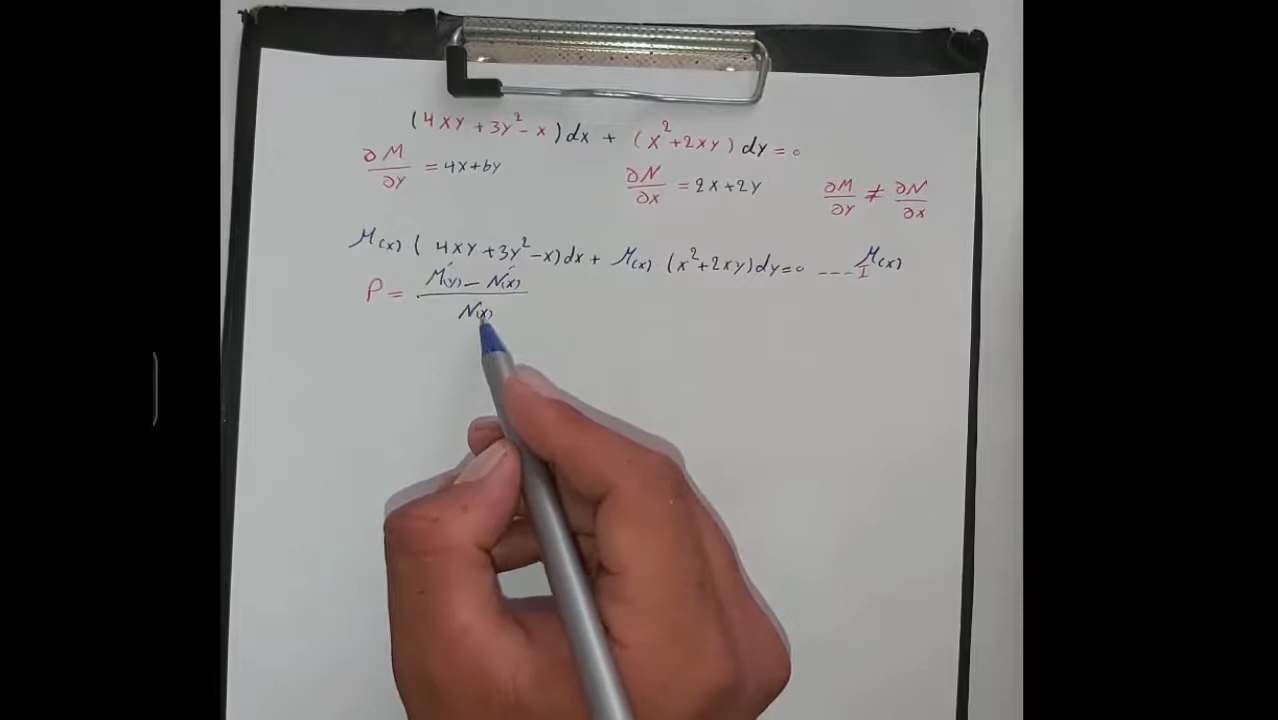 (4xy + 3y² - x)dx + (x² + 2xy)dy = 0
∂M/∂y = 4x + 6y ∂N/∂x = 2x + 2y ∂M/∂y ≠ ∂N/∂x
M(x) (4xy + 3y² - x)dx + M(x) (x² + 2xy)dy = 0 ---- I M(x)
P = (M′(y) - N′(x))/N(x)